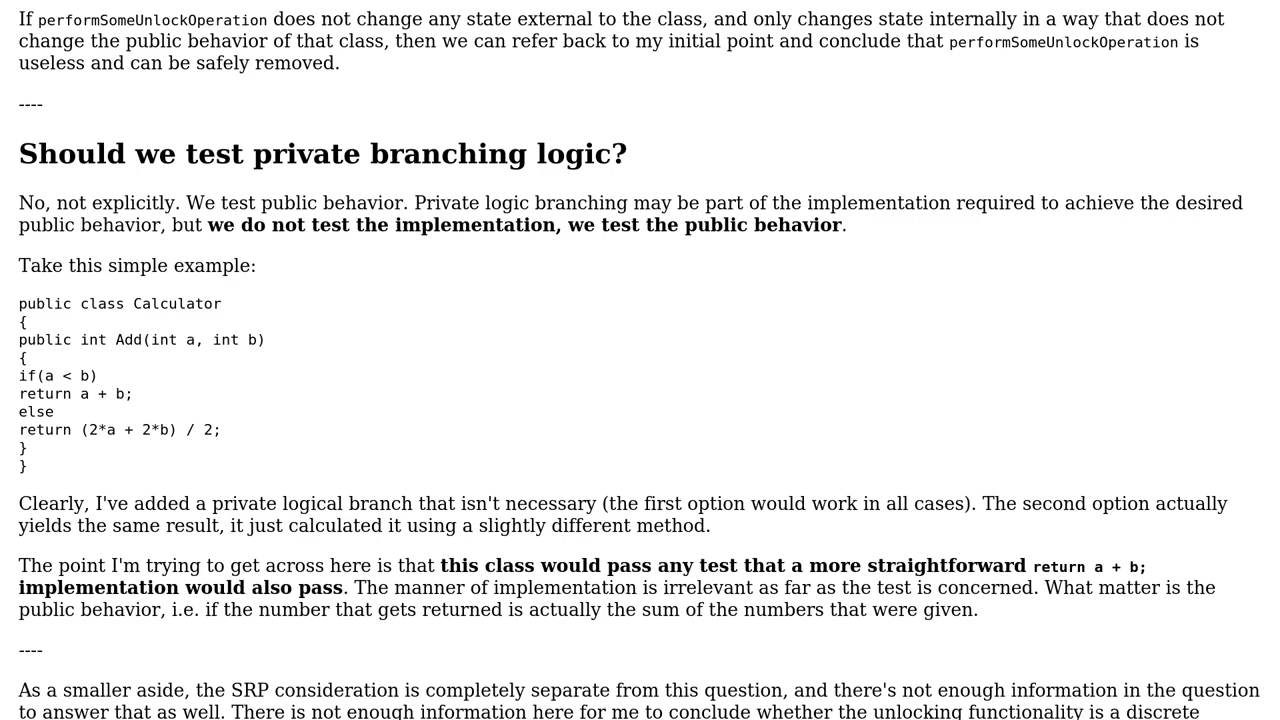 If performSomeUnlockOperation does not change any state external to the class, and only changes state internally in a way that does not
change the public behavior of that class, then we can refer back to my initial point and conclude that performSomeUnlockOperation is
useless and can be safely removed.
----
Should we test private branching logic?
No, not explicitly. We test public behavior. Private logic branching may be part of the implementation required to achieve the desired
public behavior, but we do not test the implementation, we test the public behavior.
Take this simple example:
public class Calculator
{
public int Add(int a, int b)
{
if(a < b)
return a + b;
else
return (2*a + 2*b) / 2;
}
}
Clearly, I've added a private logical branch that isn't necessary (the first option would work in all cases). The second option actually
yields the same result, it just calculated it using a slightly different method.
The point I'm trying to get across here is that this class would pass any test that a more straightforward return a + b;
implementation would also pass. The manner of implementation is irrelevant as far as the test is concerned. What matter is the
public behavior, i.e. if the number that gets returned is actually the sum of the numbers that were given.
----
As a smaller aside, the SRP consideration is completely separate from this question, and there's not enough information in the question
to answer that as well. There is not enough information here for me to conclude whether the unlocking functionality is a discrete